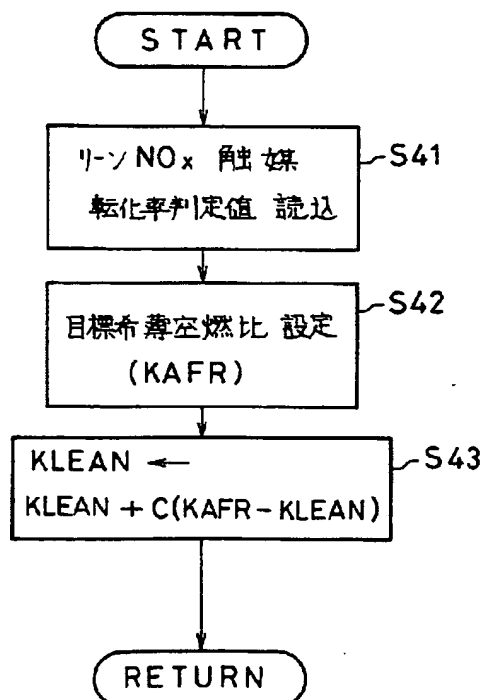 START
リーンNOx 触媒
転化率判定値 読込
S41
目標希薄空燃比 設定
(KAFR)
S42
KLEAN ←
KLEAN + C(KAFR-KLEAN)
S43
RETURN